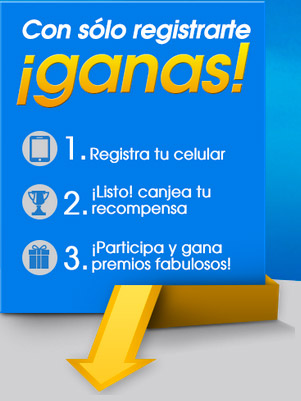 Con sólo registrarte
¡ganas!
1. Registra tu celular
2. ¡Listo! canjea tu
recompensa
3. ¡Participa y gana
premios fabulosos!